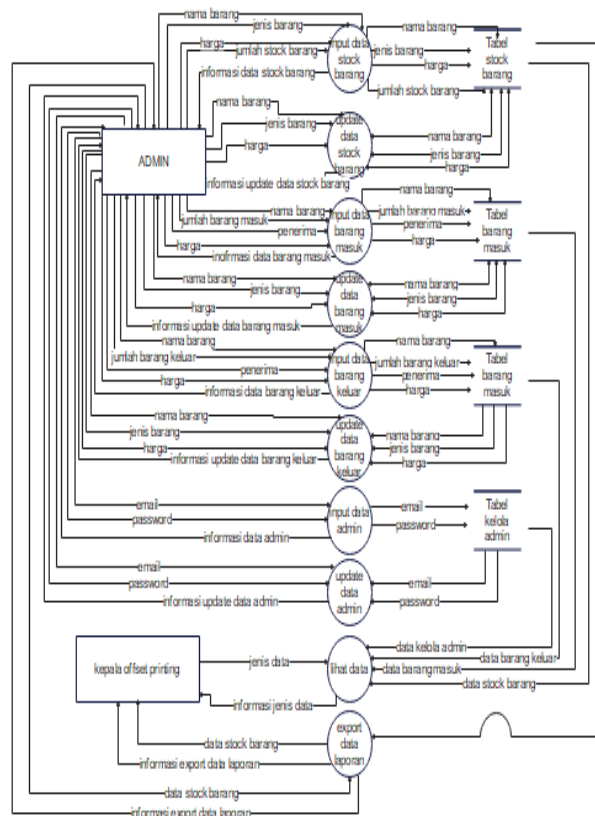 nama barang
jenis barang
harga
jumlah stock barang
informasi data stock barang
input data
stock
barang
nama barang
jenis barang
harga
jumlah stock barang
Tabel
stock
barang
ADMIN
nama barang
jenis barang
harga
informasi update data stock barang
update
data
stock
barang
nama barang
jenis barang
harga
nama barang
jumlah barang masuk
penerima
harga
inofrmasi data barang masuk
input data
barang
masuk
nama barang
jumlah barang masuk
penerima
harga
Tabel
barang
masuk
nama barang
jenis barang
harga
informasi update data barang masuk
update
data
barang
masuk
nama barang
jenis barang
harga
nama barang
jumlah barang keluar
penerima
harga
informasi data barang keluar
input data
barang
keluar
nama barang
jumlah barang keluar
penerima
harga
Tabel
barang
masuk
nama barang
jenis barang
harga
informasi update data barang keluar
update
data
barang
keluar
nama barang
jenis barang
harga
email
password
informasi data admin
input data
admin
email
password
Tabel
kelola
admin
email
password
informasi update data admin
update
data
admin
email
password
kepala offset printing
jenis data
informasi jenis data
lihat data
data kelola admin
data barang keluar
data barang masuk
data stock barang
data stock barang
informasi export data laporan
export
data
laporan
data stock barang
informasi export data laporan